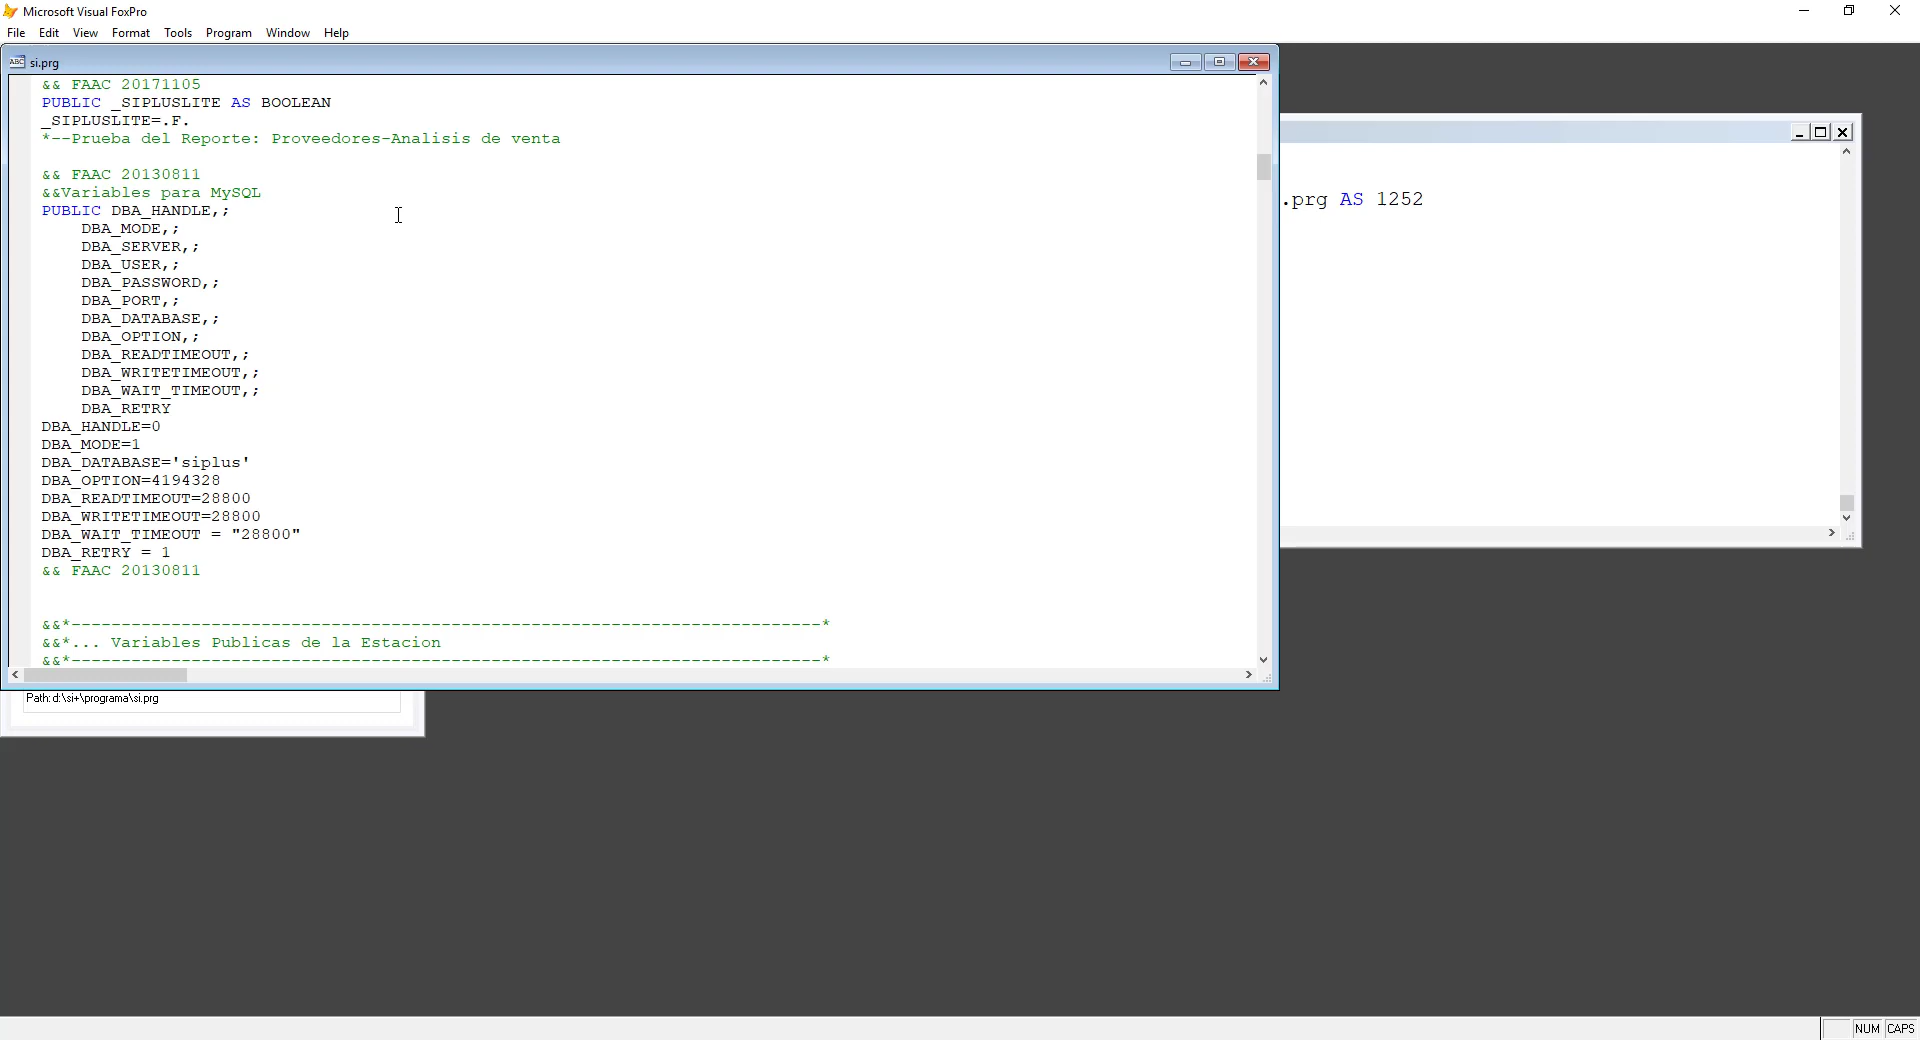 Microsoft Visual FoxPro
File Edit View Format Tools Program Window Help
si.prg
&& FAAC 20171105
PUBLIC _SIPLUSLITE AS BOOLEAN
_SIPLUSLITE=.F.
*--Prueba del Reporte: Proveedores-Analisis de venta
&& FAAC 20130811
&&Variables para MySQL
PUBLIC DBA_HANDLE,;
DBA_MODE,;
DBA_SERVER,;
DBA_USER,;
DBA_PASSWORD,;
DBA_PORT,;
DBA_DATABASE,;
DBA_OPTION,;
DBA_READTIMEOUT,;
DBA_WRITETIMEOUT,;
DBA_WAIT_TIMEOUT,;
DBA_RETRY
DBA_HANDLE=0
DBA_MODE=1
DBA_DATABASE='siplus'
DBA_OPTION=4194328
DBA_READTIMEOUT=28800
DBA_WRITETIMEOUT=28800
DBA_WAIT_TIMEOUT = "28800"
DBA_RETRY = 1
&& FAAC 20130811
&&*---------------------------------------------------------------------------*
&&*... Variables Publicas de la Estacion
&&*---------------------------------------------------------------------------*
.prg AS 1252
Path: d:\si+\programa\si.prg
NUM CAPS